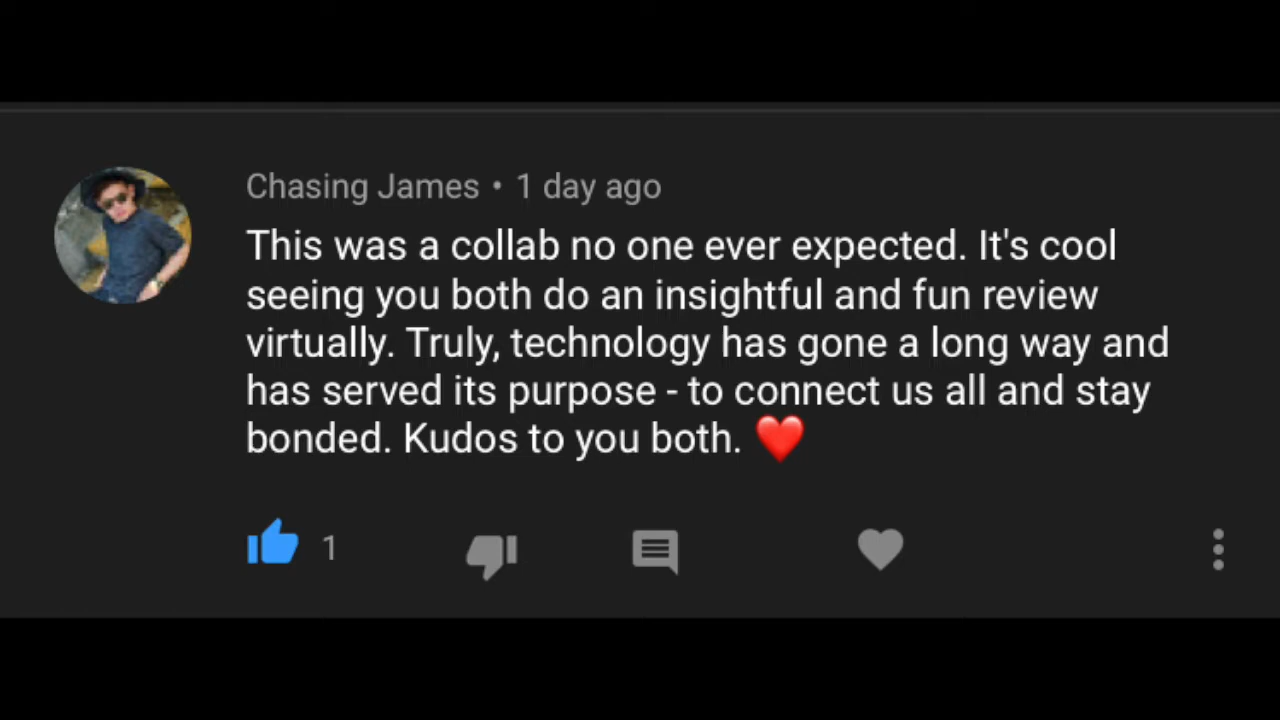 Chasing James • 1 day ago
This was a collab no one ever expected. It's cool
seeing you both do an insightful and fun review
virtually. Truly, technology has gone a long way and
has served its purpose - to connect us all and stay
bonded. Kudos to you both. ❤️
1